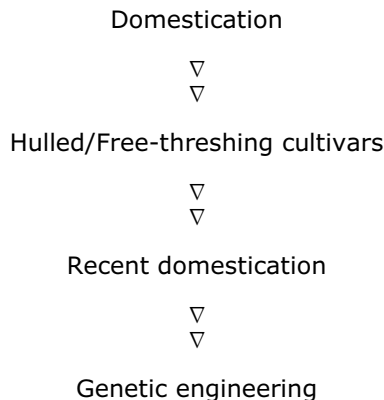 Domestication
∇
∇
Hulled/Free-threshing cultivars
∇
∇
Recent domestication
∇
∇
Genetic engineering